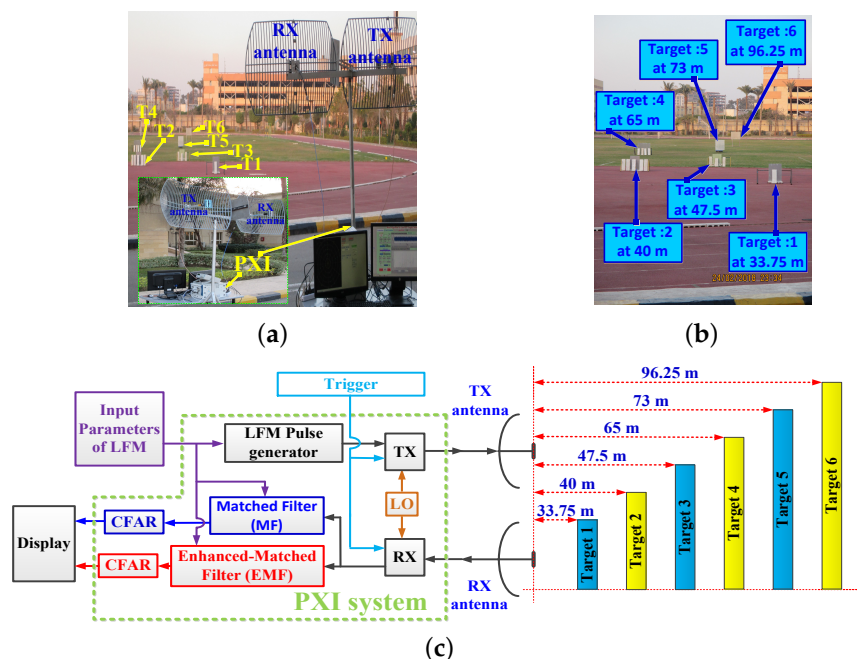 RX
antenna
TX
antenna
T4
T2
T6
T5
T3
T1
TX
antenna
RX
antenna
PXI
(a)
Target :5
at 73 m
Target :6
at 96.25 m
Target :4
at 65 m
Target :3
at 47.5 m
Target :2
at 40 m
Target :1
at 33.75 m
(b)
Input
Parameters
of LFM
Trigger
LFM Pulse
generator
TX
TX
antenna
LO
Matched Filter
(MF)
CFAR
Display
Enhanced-Matched
Filter (EMF)
CFAR
RX
RX
antenna
PXI system
96.25 m
73 m
65 m
47.5 m
40 m
33.75 m
Target 1
Target 2
Target 3
Target 4
Target 5
Target 6
(c)